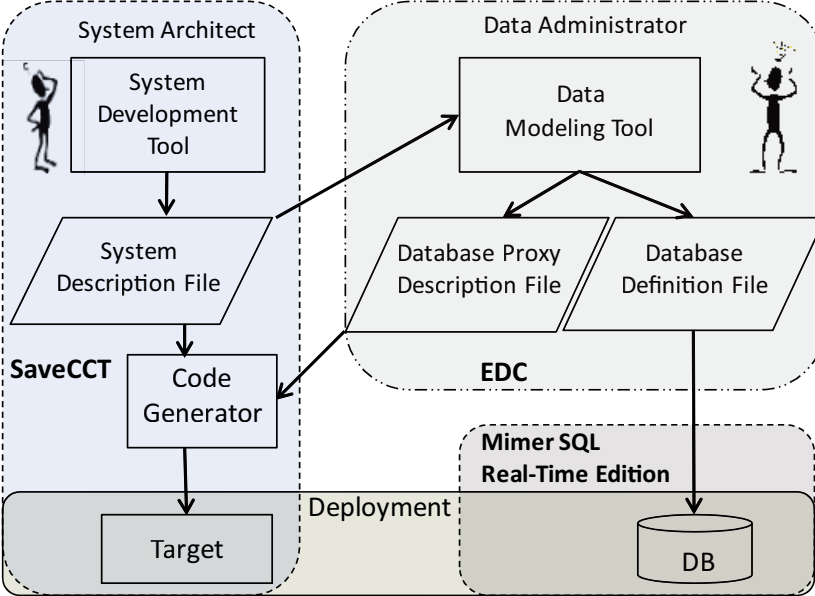 System Architect
System
Development
Tool
System
Description File
SaveCCT
Code
Generator
Target
Data Administrator
Data
Modeling Tool
Database Proxy
Description File
Database
Definition File
EDC
Mimer SQL
Real-Time Edition
Deployment
DB